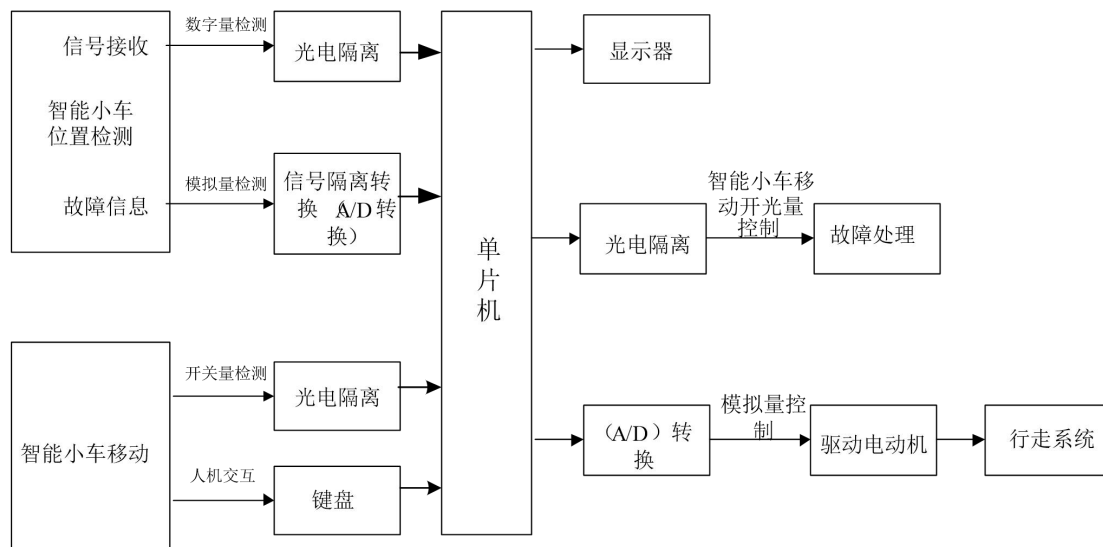 信号接收
智能小车
位置检测
故障信息
数字量检测
光电隔离
模拟量检测
信号隔离转
换（A/D转
换）
智能小车移动
开关量检测
光电隔离
人机交互
键盘
单
片
机
显示器
光电隔离
智能小车移
动开光量
控制
故障处理
（A/D）转
换
模拟量控
制
驱动电动机
行走系统